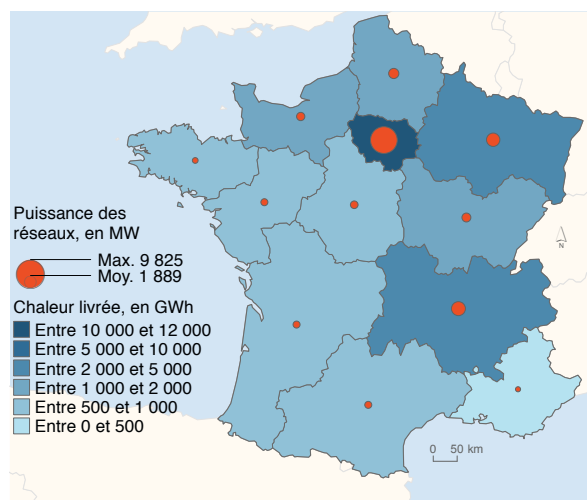 N
Puissance des
réseaux, en MW
Max. 9 825
Moy. 1 889
Chaleur livrée, en GWh
Entre 10 000 et 12 000
Entre 5 000 et 10 000
Entre 2 000 et 5 000
Entre 1 000 et 2 000
Entre 500 et 1 000
Entre 0 et 500
0 50 km